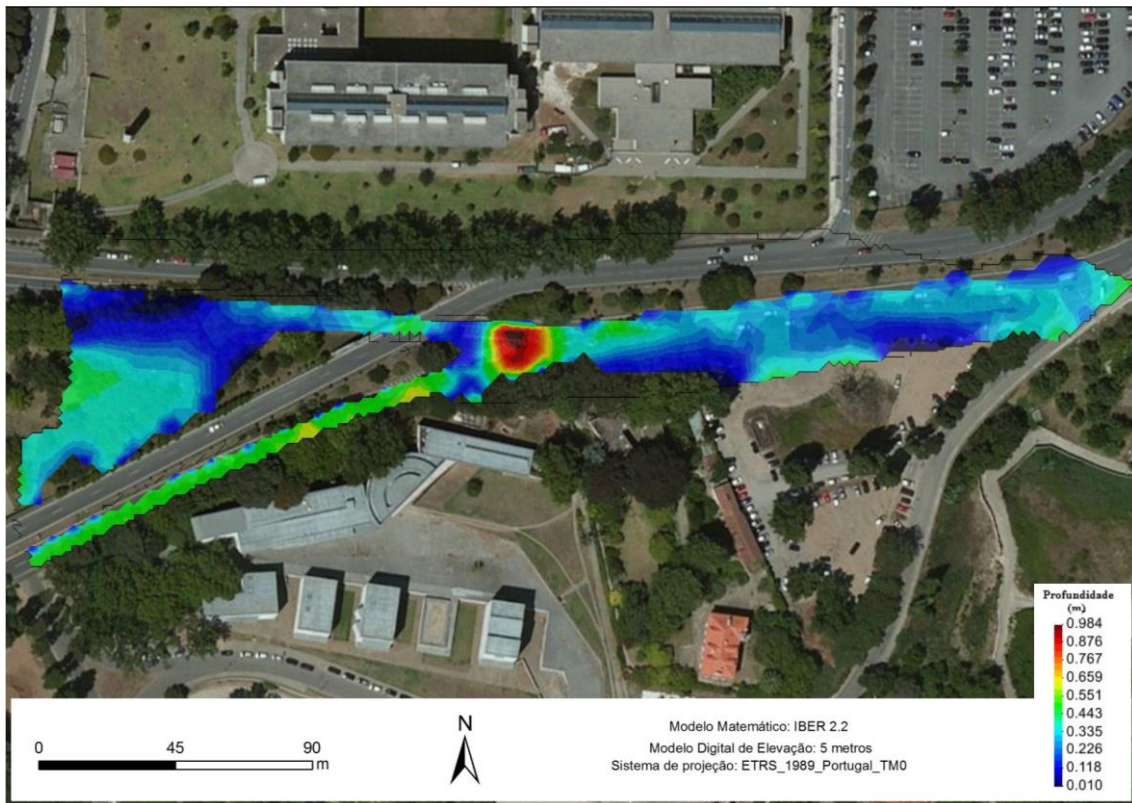 Profundidade
(m)
0.984
0.876
0.767
0.659
0.551
0.443
0.335
0.226
0.118
0.010
0 45 90
m
N
Modelo Matemático: IBER 2.2
Modelo Digital de Elevação: 5 metros
Sistema de projeção: ETRS_1989_Portugal_TM0